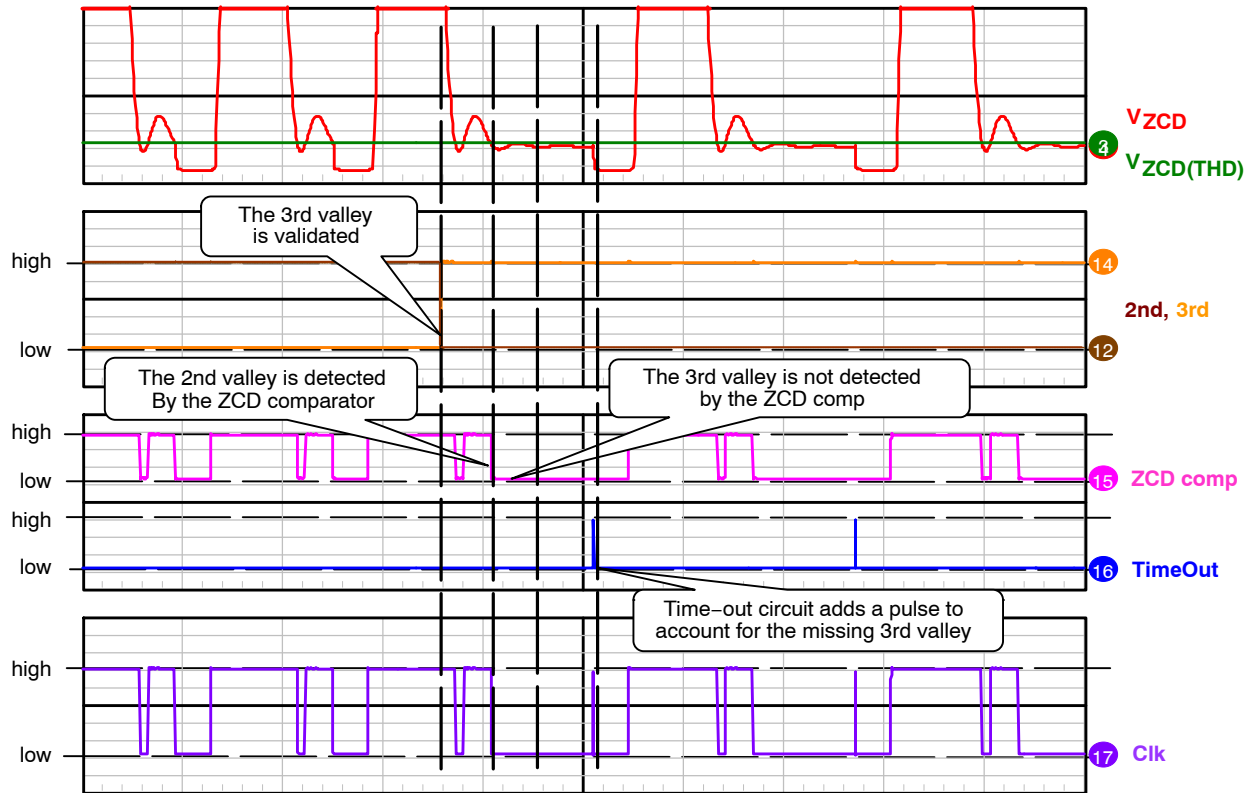 VZCD
3
4
VZCD(THD)
The 3rd valley
is validated
high
14
2nd, 3rd
low
12
The 2nd valley is detected
By the ZCD comparator
The 3rd valley is not detected
by the ZCD comp
high
low
15 ZCD comp
high
low
16 TimeOut
Time−out circuit adds a pulse to
account for the missing 3rd valley
high
low
17 Clk